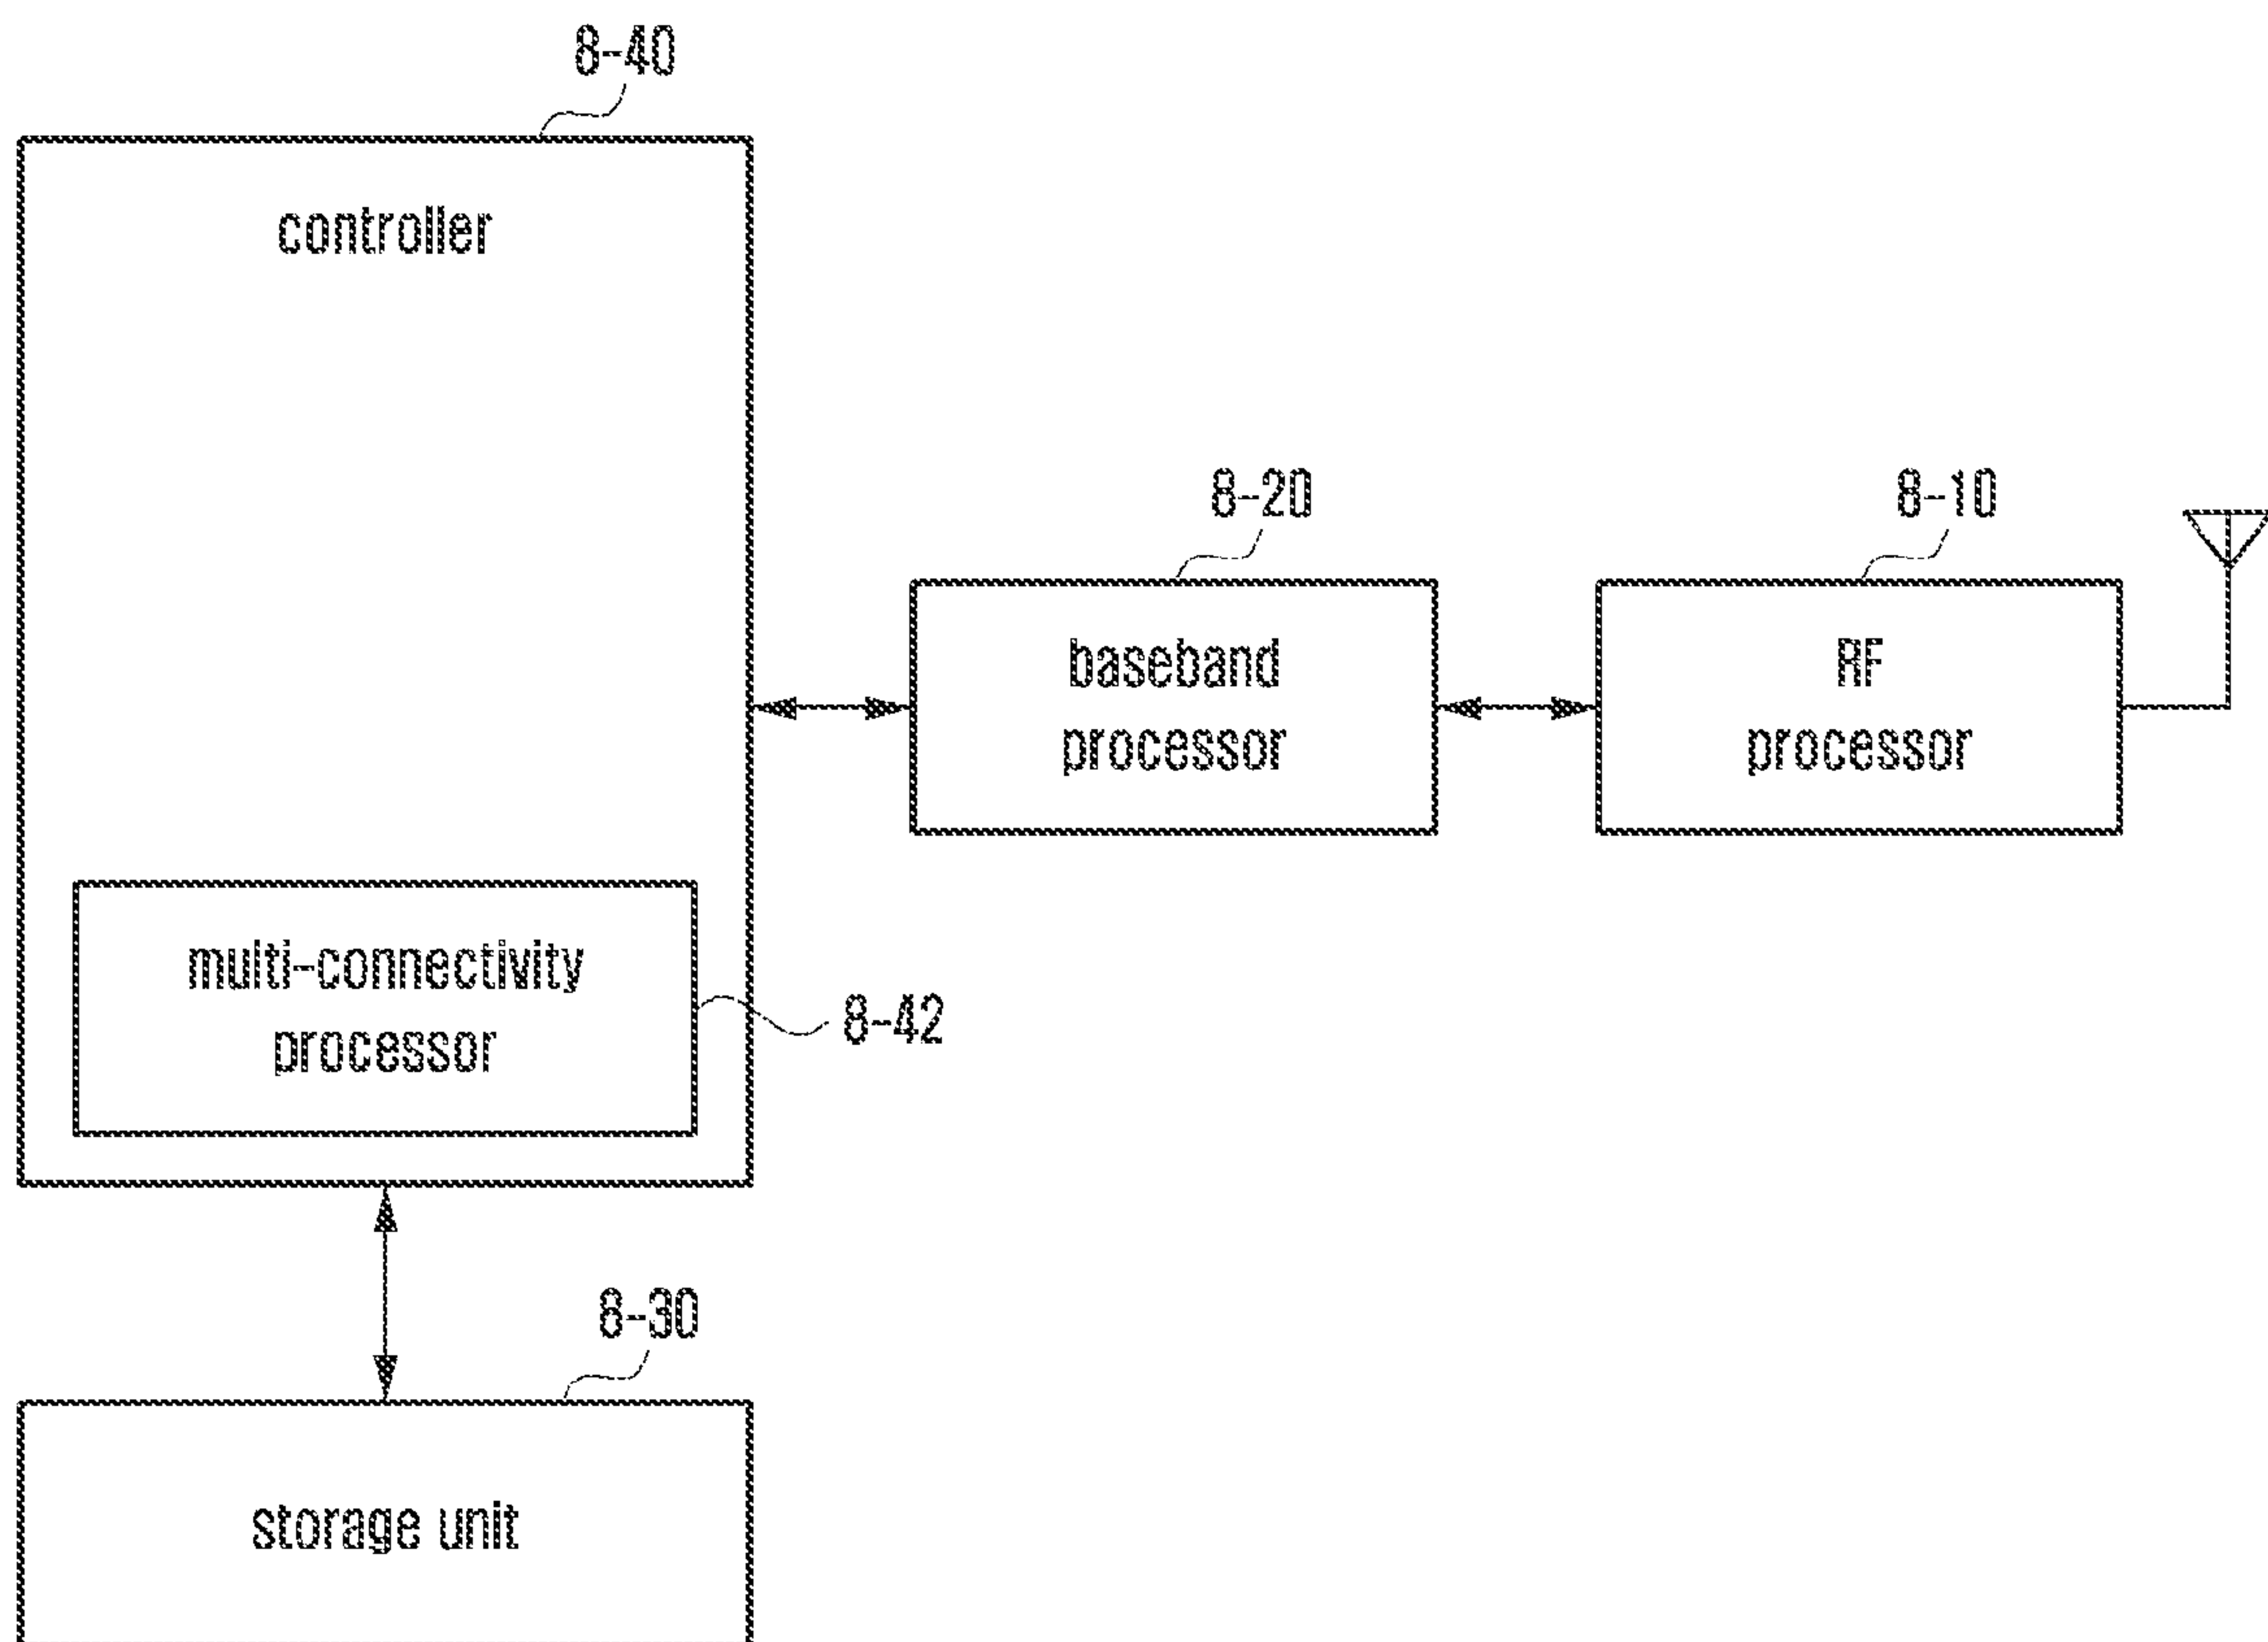 8-40
controller
8-20
8-10
baseband
processor
RF
processor
multi-connectivity
processor
8-42
8-30
storage unit